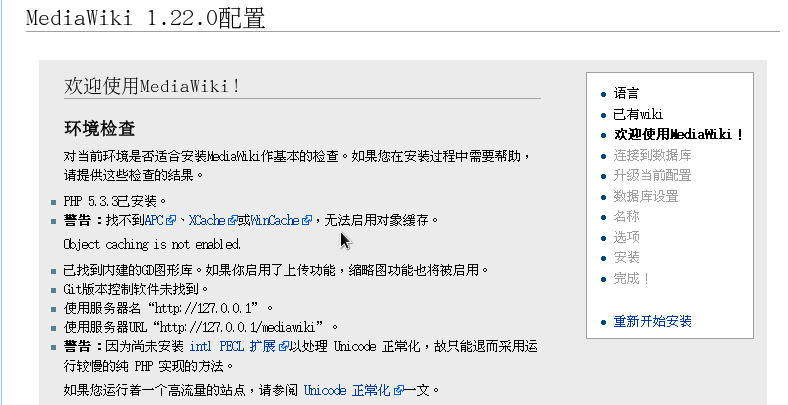 MediaWiki 1.22.0配置
欢迎使用MediaWiki！
环境检查
对当前环境是否适合安装MediaWiki作基本的检查。如果您在安装过程中需要帮助，
请提供这些检查的结果。
PHP 5.3.3已安装。
警告：找不到APC、XCache或WinCache，无法启用对象缓存。
Object caching is not enabled.
已找到内建的GD图形库。如果你启用了上传功能，缩略图功能也将被启用。
Git版本控制软件未找到。
使用服务器名“http://127.0.0.1”。
使用服务器URL“http://127.0.0.1/mediawiki”。
警告：因为尚未安装 intl PECL 扩展以处理 Unicode 正常化，故只能退而采用运
行较慢的纯 PHP 实现的方法。
如果您运行着一个高流量的站点，请参阅 Unicode 正常化一文。
语言
已有wiki
欢迎使用MediaWiki！
连接到数据库
升级当前配置
数据库设置
名称
选项
安装
完成！
重新开始安装